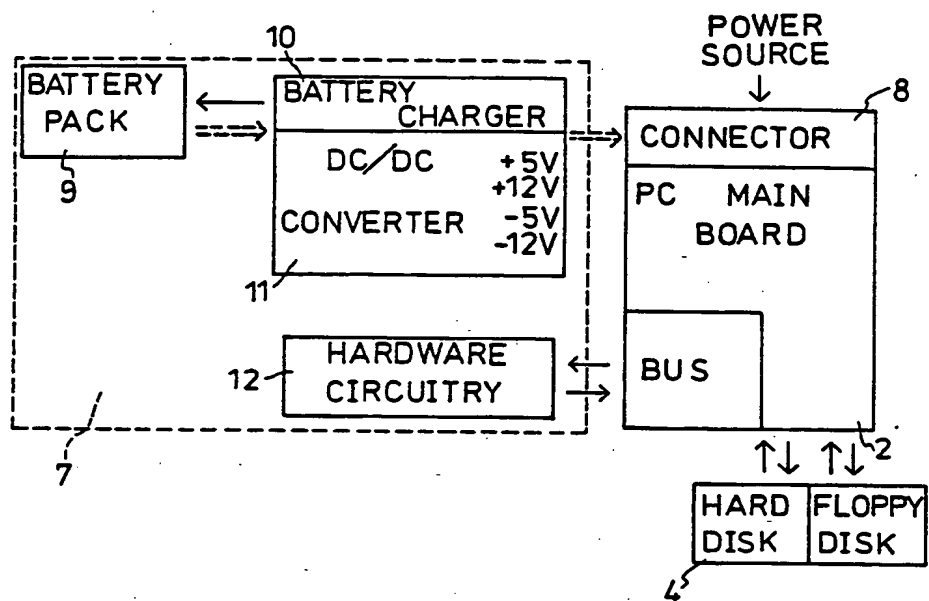 10
POWER
SOURCE
8
BATTERY
PACK
9
BATTERY
CHARGER
CONNECTOR
DC/DC
CONVERTER
+5V
+12V
-5V
-12V
11
PC MAIN
BOARD
12
HARDWARE
CIRCUITRY
BUS
7
2
HARD
DISK
FLOPPY
DISK
4